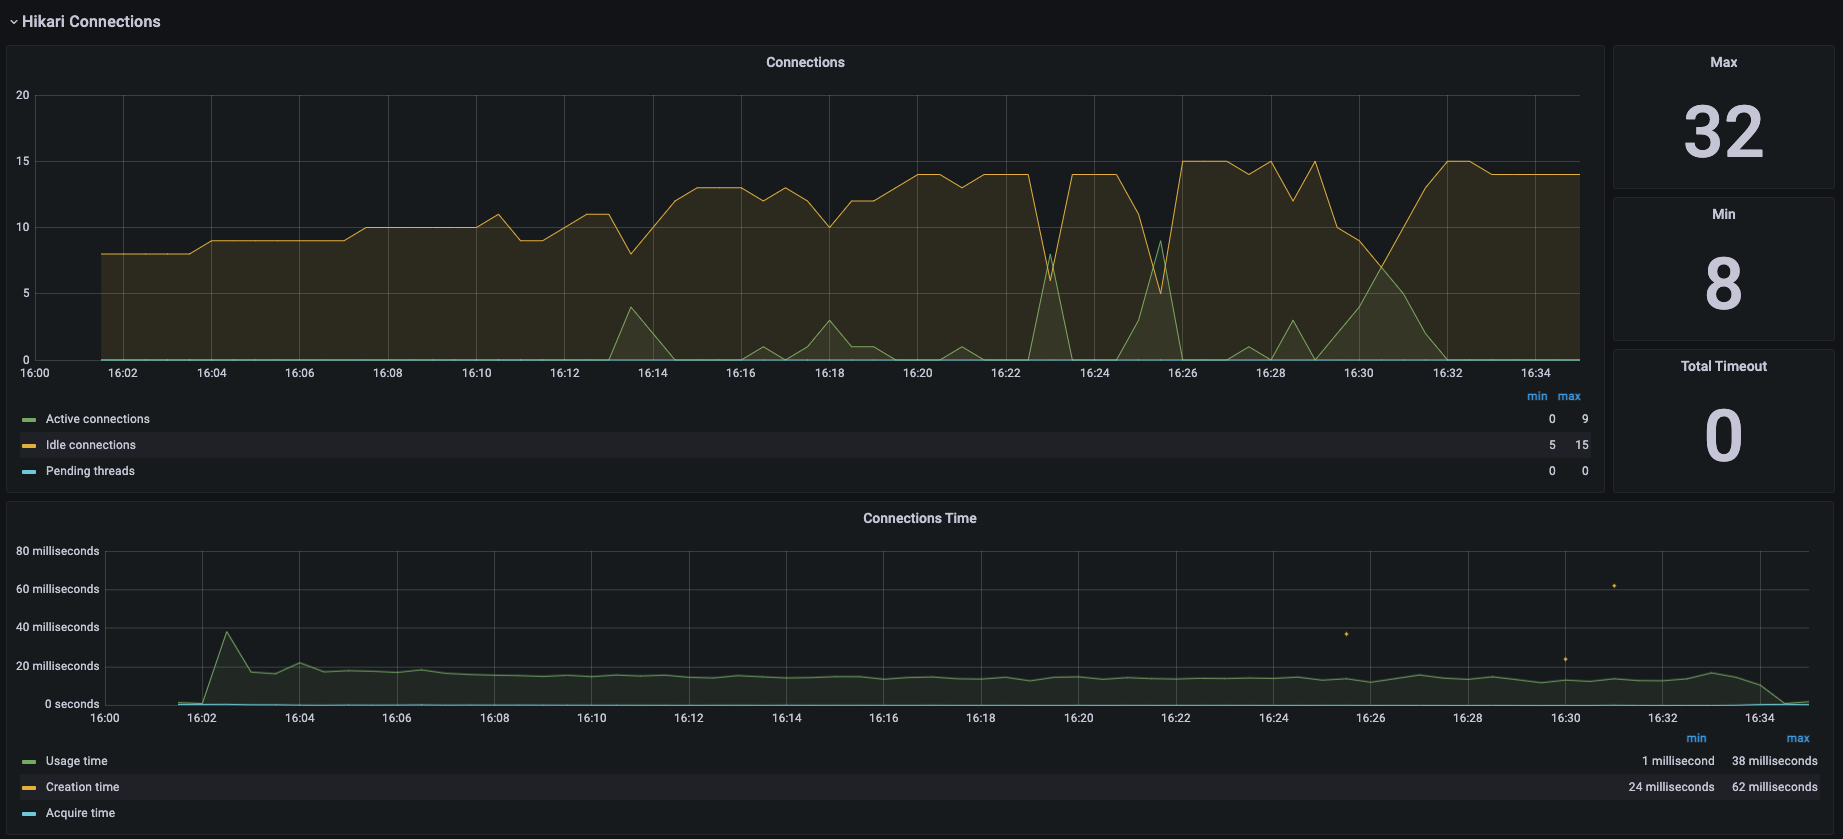 Hikari Connections
Connections
20
15
10
5
0
16:00 16:02 16:04 16:06 16:08 16:10 16:12 16:14 16:16 16:18 16:20 16:22 16:24 16:26 16:28 16:30 16:32 16:34
min max
Active connections 0 9
Idle connections 5 15
Pending threads 0 0
Max
32
Min
8
Total Timeout
0
Connections Time
80 milliseconds
60 milliseconds
40 milliseconds
20 milliseconds
0 seconds
16:00 16:02 16:04 16:06 16:08 16:10 16:12 16:14 16:16 16:18 16:20 16:22 16:24 16:26 16:28 16:30 16:32 16:34
min max
Usage time 1 millisecond 38 milliseconds
Creation time 24 milliseconds 62 milliseconds
Acquire time